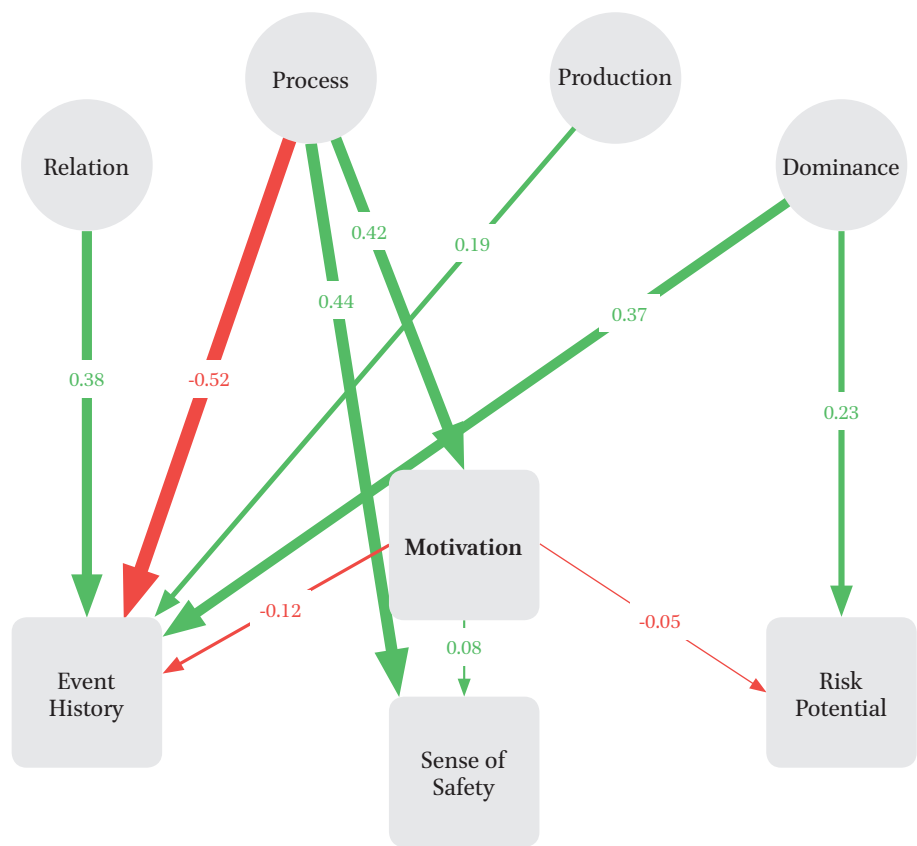 Process
Production
Relation
Dominance
0.42
0.19
0.44
0.37
0.38
-0.52
0.23
Motivation
-0.12
-0.05
0.08
Event
History
Risk
Potential
Sense of
Safety